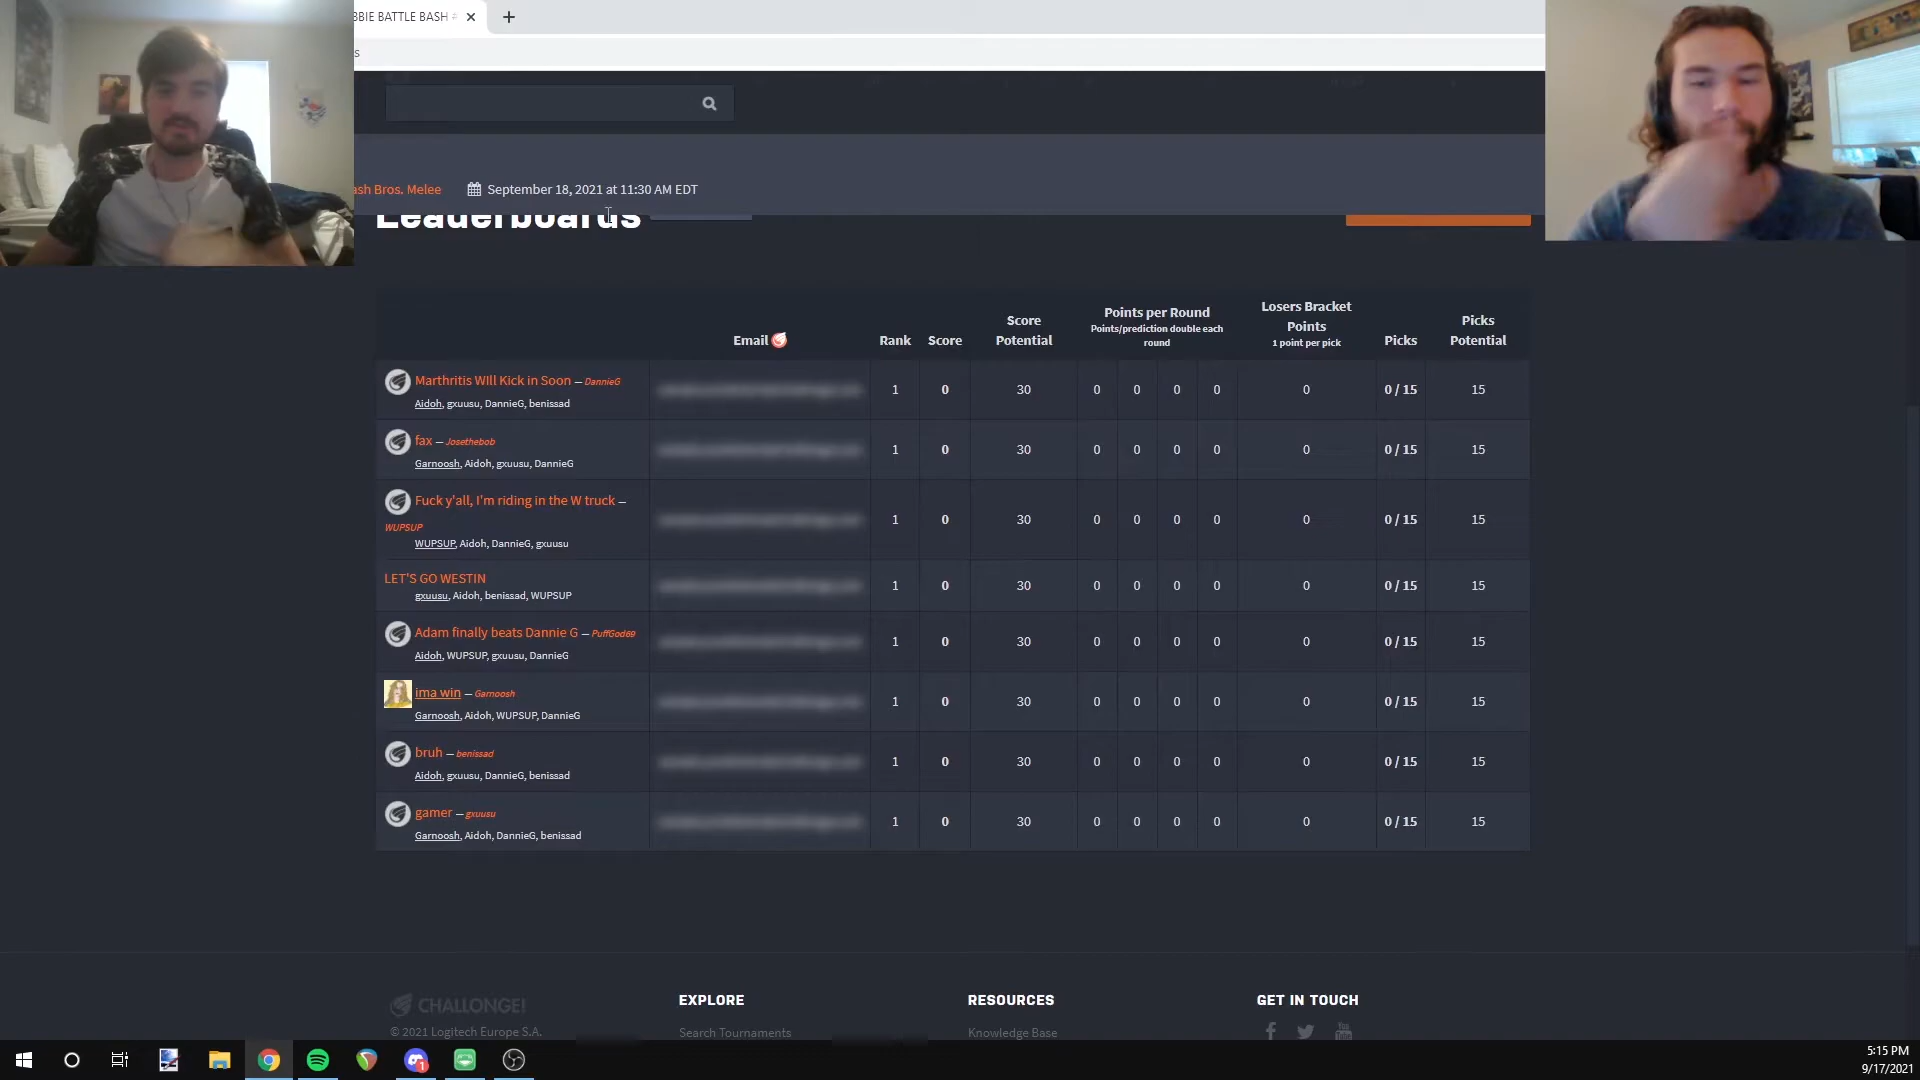 BBIE BATTLE BASH
s
ash Bros. Melee
September 18, 2021 at 11:30 AM EDT
Leaderboards
Email
Rank
Score
Score Potential
Points per Round
Points/prediction double each round
Losers Bracket Points
1 point per pick
Picks
Picks Potential
Marthritis WIll Kick in Soon — DannieG
Aidoh, gxuusu, DannieG, benissad
1 0 30 0 0 0 0 0 0 / 15 15
fax — Josethebob
Garnoosh, Aidoh, gxuusu, DannieG
1 0 30 0 0 0 0 0 0 / 15 15
Fuck y'all, I'm riding in the W truck —
WUPSUP
WUPSUP, Aidoh, DannieG, gxuusu
1 0 30 0 0 0 0 0 0 / 15 15
LET'S GO WESTIN
gxuusu, Aidoh, benissad, WUPSUP
1 0 30 0 0 0 0 0 0 / 15 15
Adam finally beats Dannie G — PuffGod69
Aidoh, WUPSUP, gxuusu, DannieG
1 0 30 0 0 0 0 0 0 / 15 15
ima win — Garnoosh
Garnoosh, Aidoh, WUPSUP, DannieG
1 0 30 0 0 0 0 0 0 / 15 15
bruh — benissad
Aidoh, gxuusu, DannieG, benissad
1 0 30 0 0 0 0 0 0 / 15 15
gamer — gxuusu
Garnoosh, Aidoh, DannieG, benissad
1 0 30 0 0 0 0 0 0 / 15 15
CHALLONGE!
© 2021 Logitech Europe S.A.
EXPLORE
Search Tournaments
RESOURCES
Knowledge Base
GET IN TOUCH
You Tube
1
5:15 PM
9/17/2021